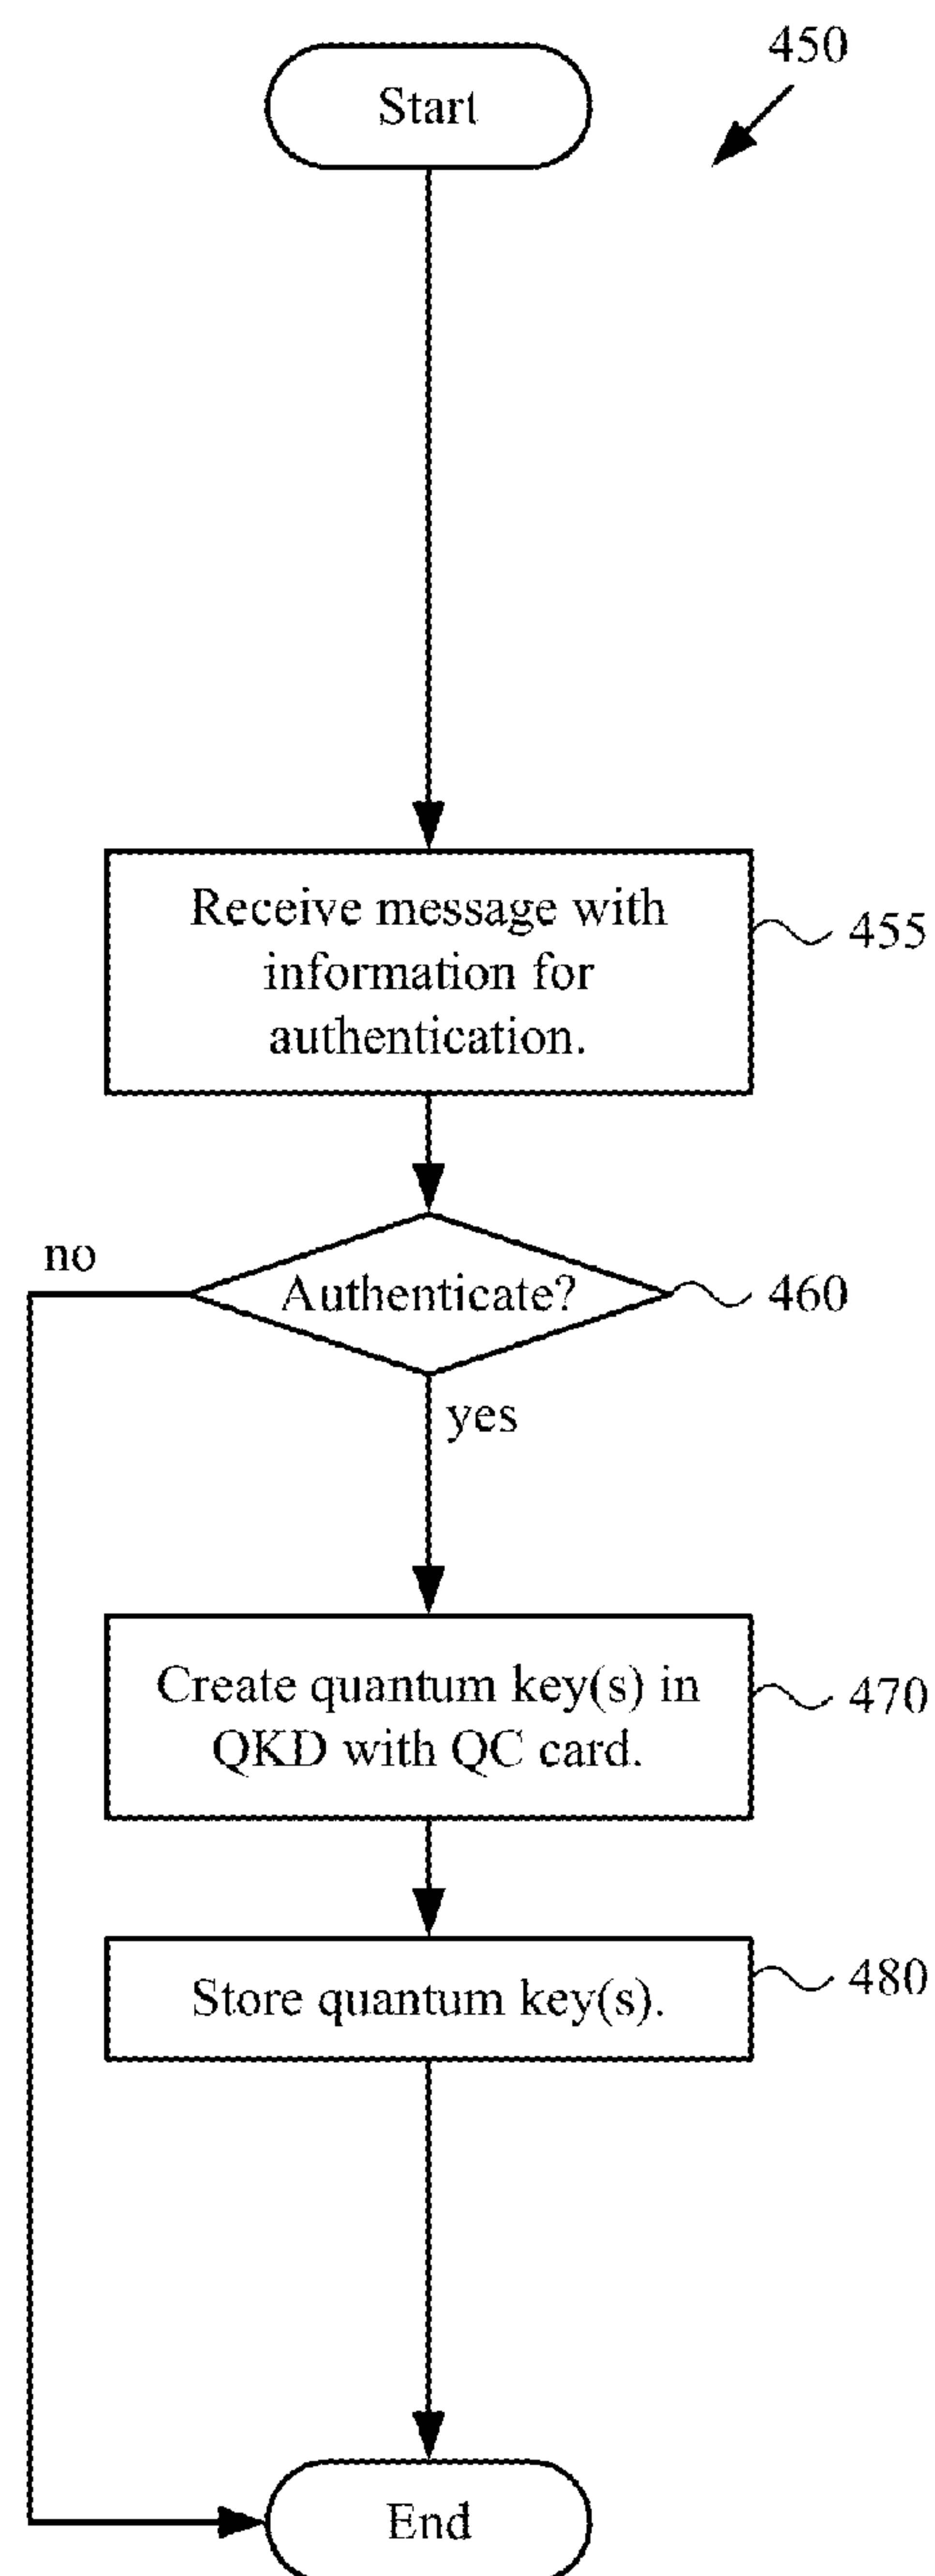 Start
450
Receive message with
information for
authentication.
455
no
Authenticate?
460
yes
Create quantum key(s) in
QKD with QC card.
470
Store quantum key(s).
480
End